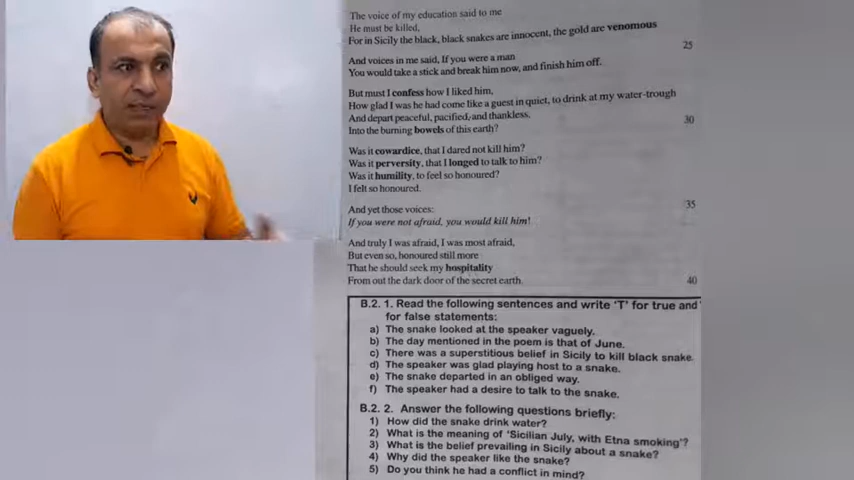 The voice of my education said to me
He must be killed,
For in Sicily the black, black snakes are innocent, the gold are venomous
25
And voices in me said, If you were a man
You would take a stick and break him now, and finish him off.
But must I confess how I liked him,
How glad I was he had come like a guest in quiet, to drink at my water-trough
And depart peaceful, pacified, and thankless,
30
Into the burning bowels of this earth?
Was it cowardice, that I dared not kill him?
Was it perversity, that I longed to talk to him?
Was it humility, to feel so honoured?
I felt so honoured.
35
And yet those voices:
If you were not afraid, you would kill him!
And truly I was afraid, I was most afraid,
But even so, honoured still more
That he should seek my hospitality
From out the dark door of the secret earth.
40
B.2. 1. Read the following sentences and write 'T' for true and
for false statements:
a) The snake looked at the speaker vaguely.
b) The day mentioned in the poem is that of June.
c) There was a superstitious belief in Sicily to kill black snake.
d) The speaker was glad playing host to a snake.
e) The snake departed in an obliged way.
f) The speaker had a desire to talk to the snake.
B.2. 2. Answer the following questions briefly:
1) How did the snake drink water?
2) What is the meaning of 'Sicilian July, with Etna smoking'?
3) What is the belief prevailing in Sicily about a snake?
4) Why did the speaker like the snake?
5) Do you think he had a conflict in mind?